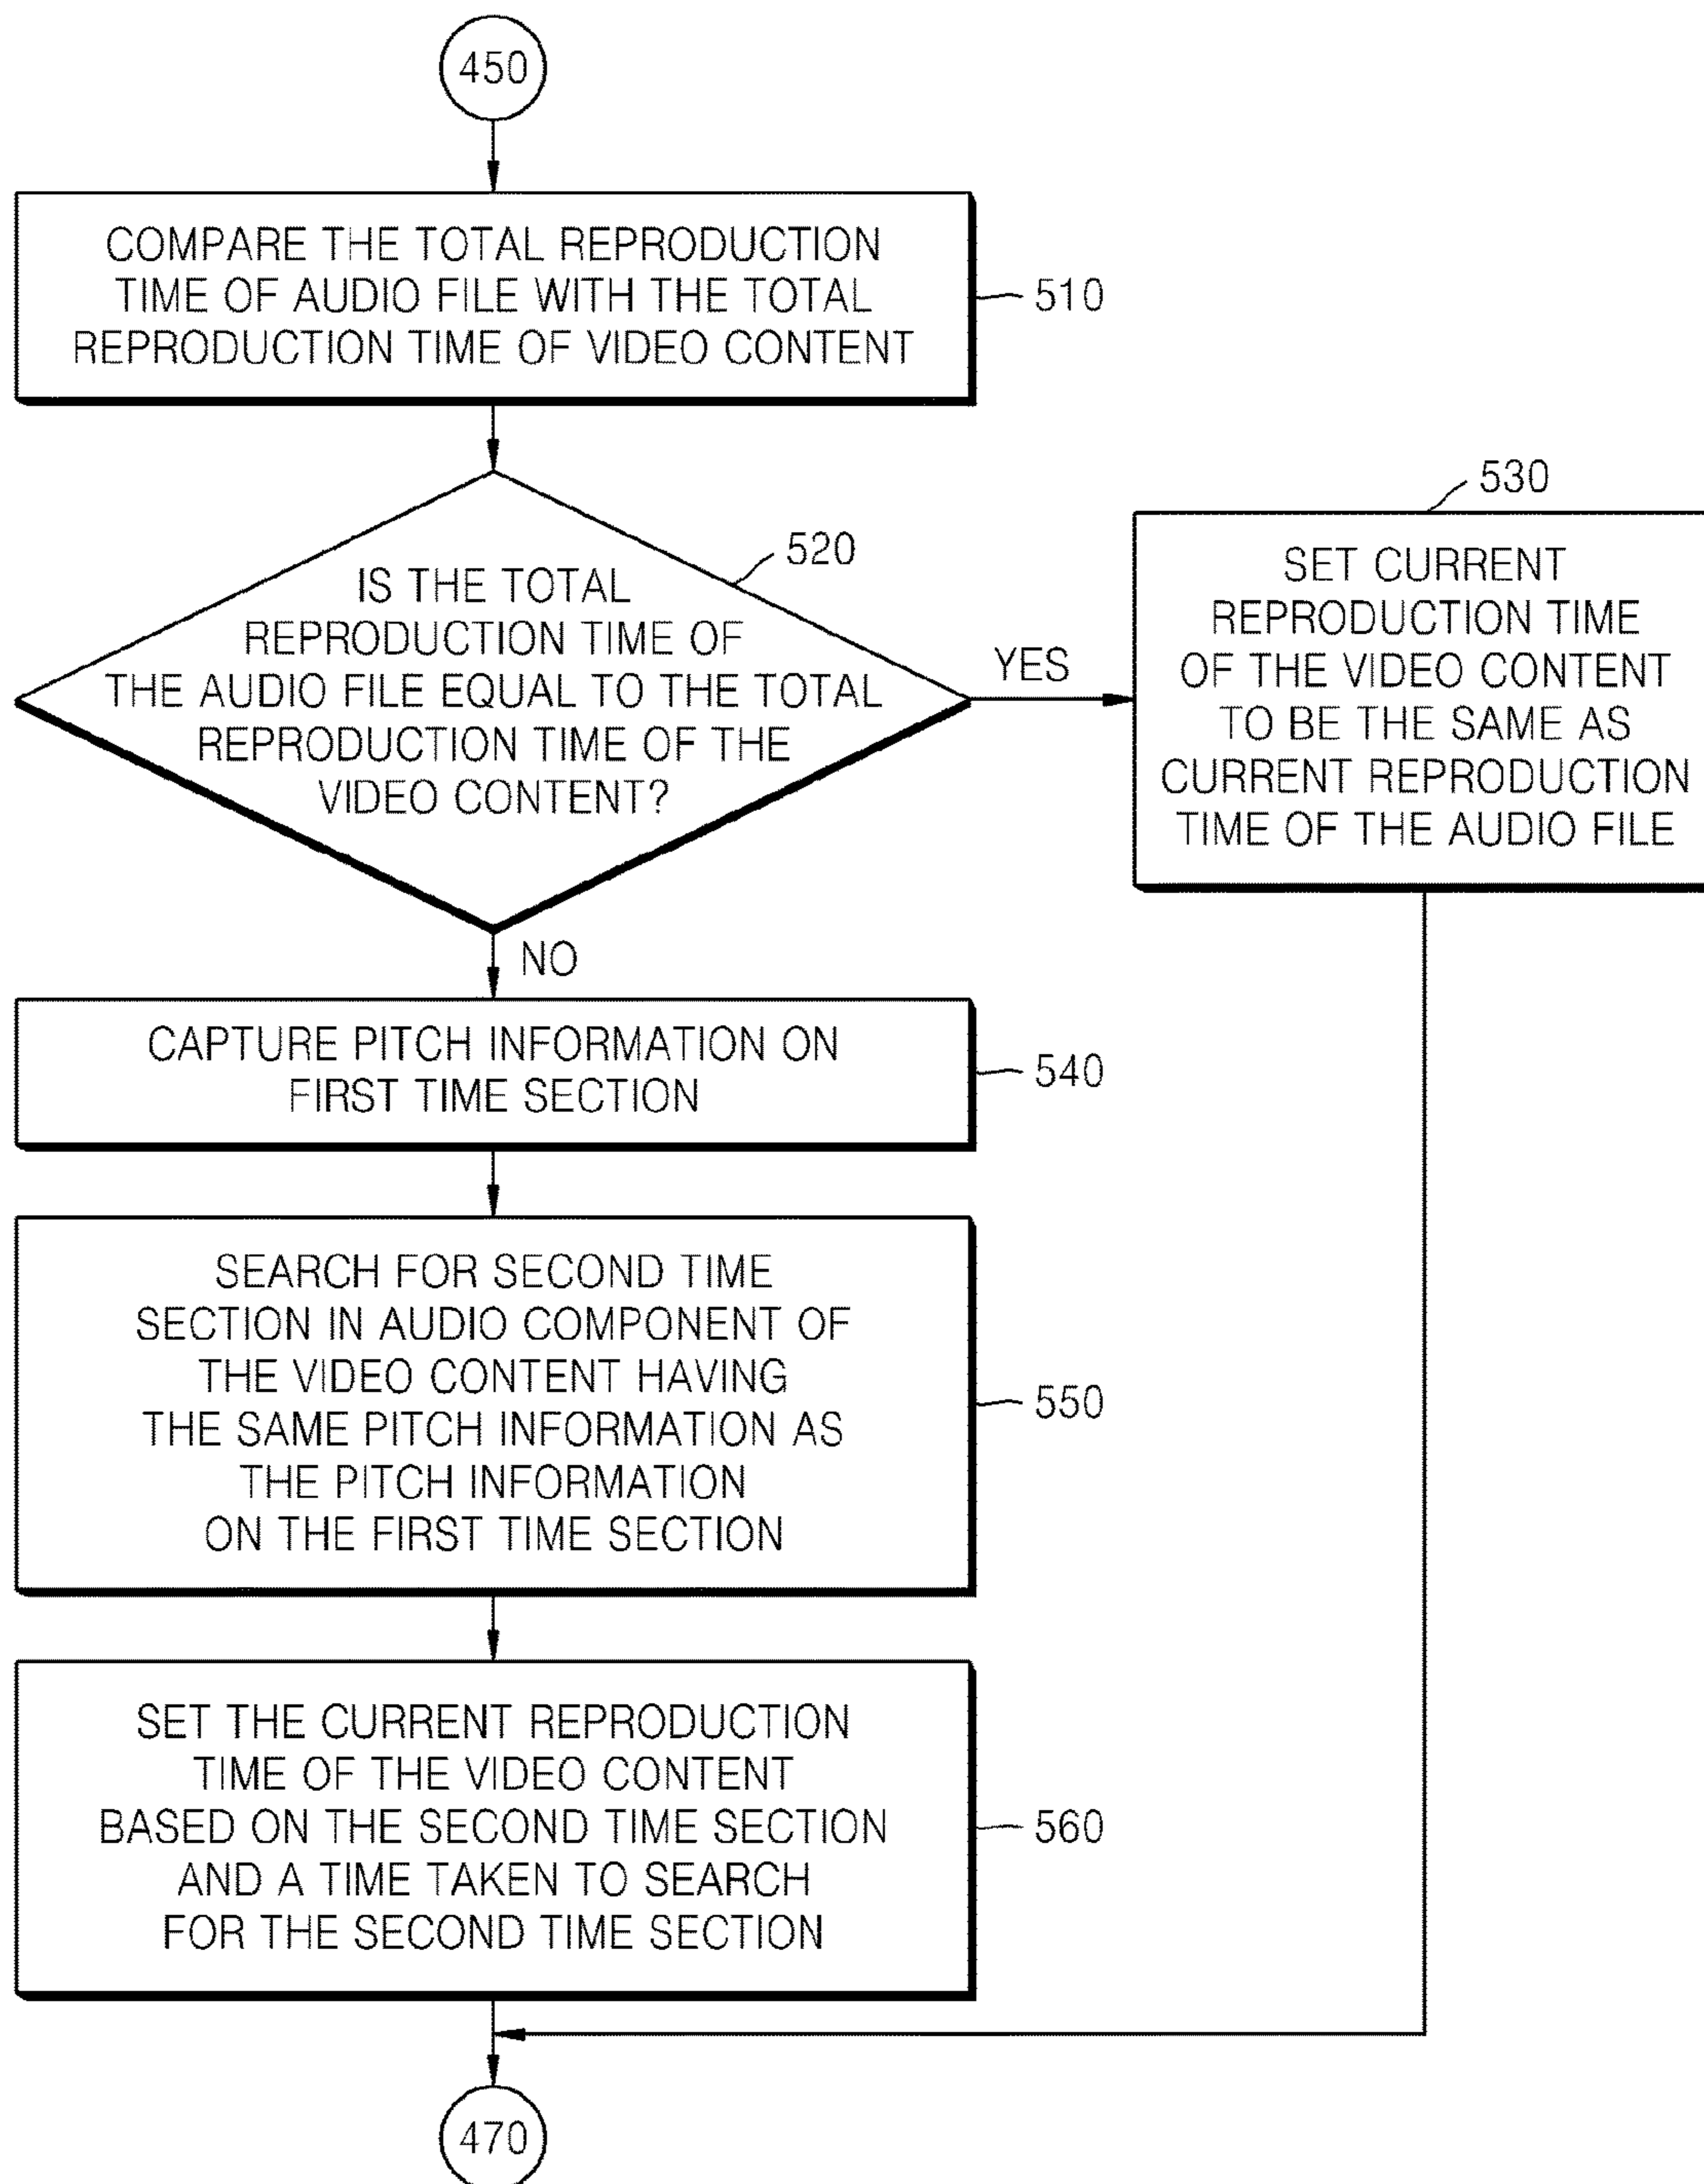 450
COMPARE THE TOTAL REPRODUCTION
TIME OF AUDIO FILE WITH THE TOTAL
REPRODUCTION TIME OF VIDEO CONTENT
510
520
IS THE TOTAL
REPRODUCTION TIME OF
THE AUDIO FILE EQUAL TO THE TOTAL
REPRODUCTION TIME OF THE
VIDEO CONTENT?
YES
530
SET CURRENT
REPRODUCTION TIME
OF THE VIDEO CONTENT
TO BE THE SAME AS
CURRENT REPRODUCTION
TIME OF THE AUDIO FILE
NO
CAPTURE PITCH INFORMATION ON
FIRST TIME SECTION
540
SEARCH FOR SECOND TIME
SECTION IN AUDIO COMPONENT OF
THE VIDEO CONTENT HAVING
THE SAME PITCH INFORMATION AS
THE PITCH INFORMATION
ON THE FIRST TIME SECTION
550
SET THE CURRENT REPRODUCTION
TIME OF THE VIDEO CONTENT
BASED ON THE SECOND TIME SECTION
AND A TIME TAKEN TO SEARCH
FOR THE SECOND TIME SECTION
560
470